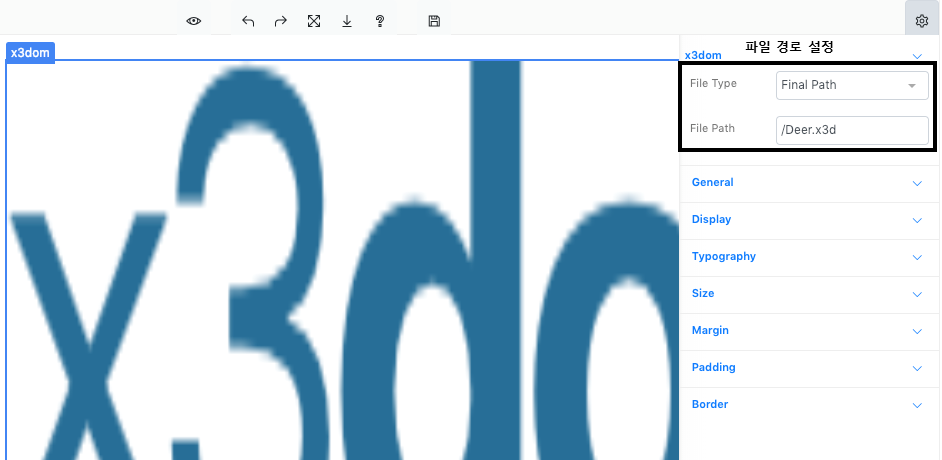 x3dom
파일 경로 설정
x3dom
File Type
Final Path
File Path
/Deer.x3d
General
Display
Typography
Size
Margin
Padding
Border
x3do